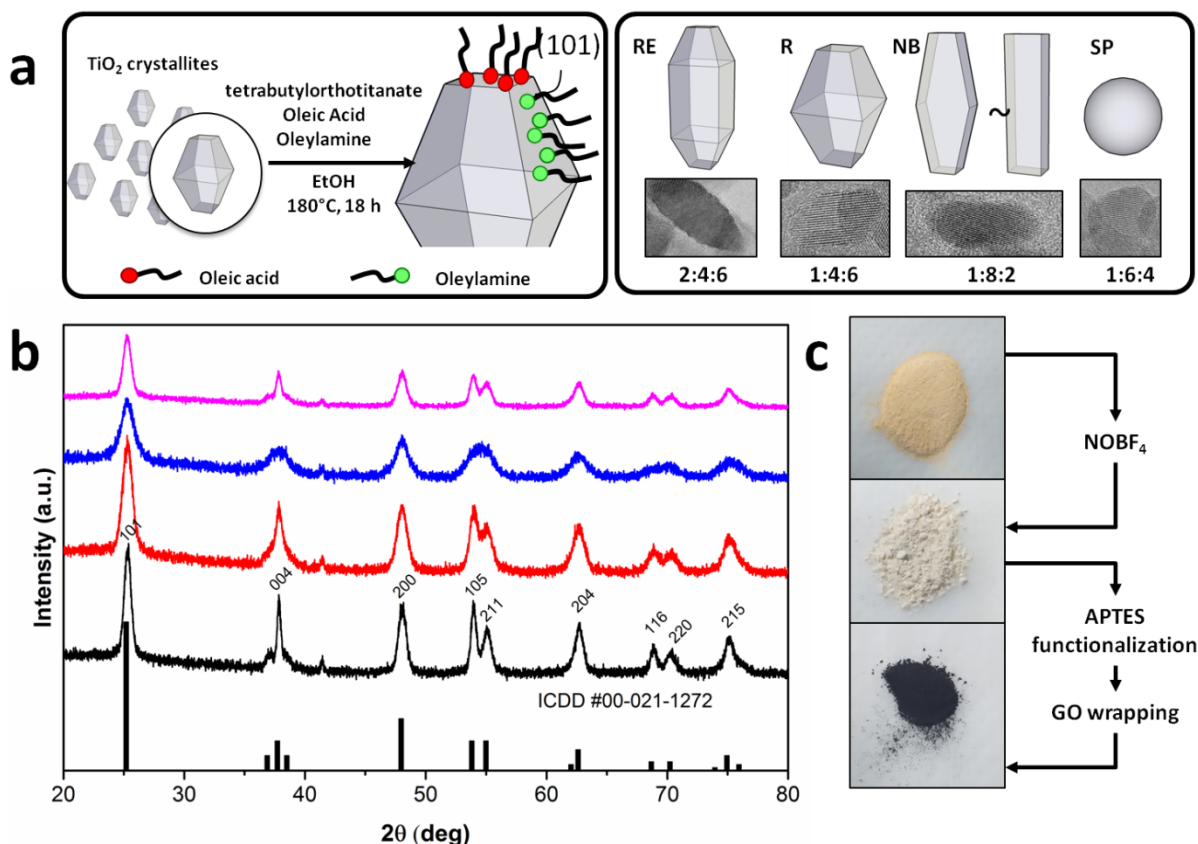 a
TiO2 crystallites
tetrabutylorthotitanate
Oleic Acid
Oleylamine
EtOH
180°C, 18 h
(101)
Oleic acid
Oleylamine
RE
R
NB
SP
~
2:4:6
1:4:6
1:8:2
1:6:4
b
Intensity (a.u.)
101
004
200
105
211
204
116
220
215
ICDD #00-021-1272
20
30
40
50
60
70
80
2θ (deg)
c
NOBF4
APTES
functionalization
GO wrapping